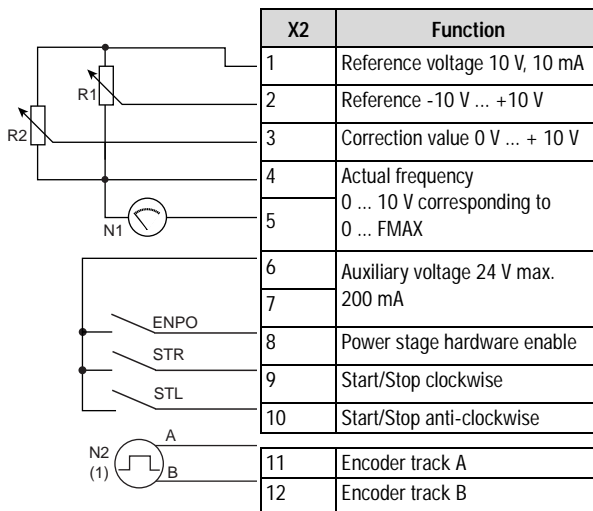 X2 Function
1 Reference voltage 10 V, 10 mA
R1
2 Reference -10 V ... +10 V
R2
3 Correction value 0 V ... + 10 V
4 Actual frequency
0 ... 10 V corresponding to
5 0 ... FMAX
N1
6 Auxiliary voltage 24 V max.
7 200 mA
ENPO
8 Power stage hardware enable
STR
9 Start/Stop clockwise
STL
10 Start/Stop anti-clockwise
A
N2
(1)
B
11 Encoder track A
12 Encoder track B